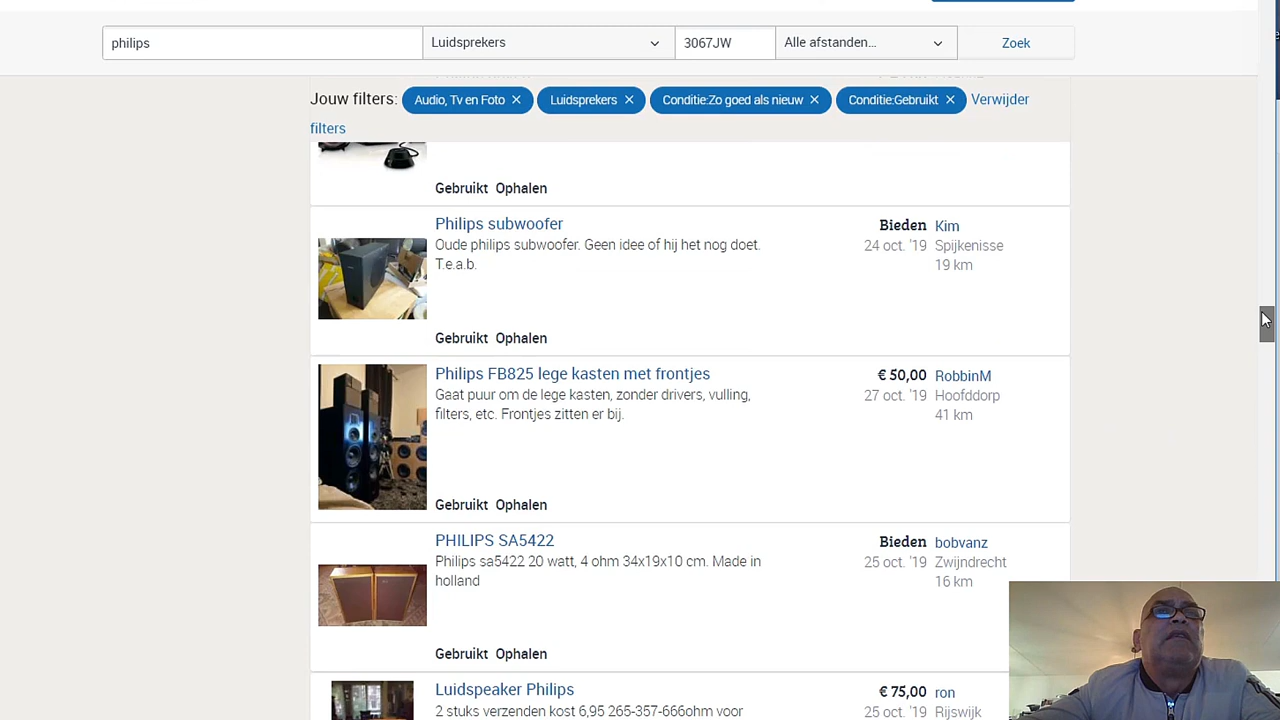 philips
Luidsprekers
3067JW
Alle afstanden...
Zoek
Jouw filters:
Audio, Tv en Foto ×
Luidsprekers ×
Conditie:Zo goed als nieuw ×
Conditie:Gebruikt ×
Verwijder
filters
Gebruikt Ophalen
Philips subwoofer
Bieden
Kim
Oude philips subwoofer. Geen idee of hij het nog doet.
24 oct. '19
Spijkenisse
T.e.a.b.
19 km
Gebruikt Ophalen
Philips FB825 lege kasten met frontjes
€ 50,00
RobbinM
Gaat puur om de lege kasten, zonder drivers, vulling,
27 oct. '19
Hoofddorp
filters, etc. Frontjes zitten er bij.
41 km
Gebruikt Ophalen
PHILIPS SA5422
Bieden
bobvanz
Philips sa5422 20 watt, 4 ohm 34x19x10 cm. Made in
25 oct. '19
Zwijndrecht
holland
16 km
Gebruikt Ophalen
Luidspeaker Philips
€ 75,00
ron
2 stuks verzenden kost 6,95 265-357-666ohm voor
25 oct. '19
Rijswijk